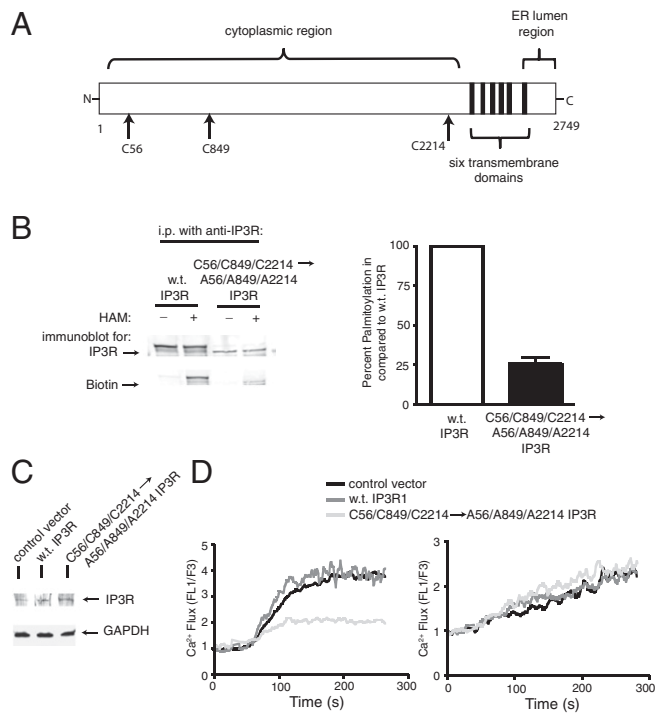 A
cytoplasmic region
ER lumen
region
N
C
1
2749
C56
C849
C2214
six transmembrane
domains
B
i.p. with anti-IP3R:
C56/C849/C2214 →
w.t. A56/A849/A2214
IP3R IP3R
HAM: – + – +
immunoblot for:
IP3R
Biotin
Percent Palmitoylation in
compared to w.t. IP3R
100
75
50
25
0
w.t.
IP3R
C56/C849/C2214 →
A56/A849/A2214
IP3R
C
control vector
w.t. IP3R
C56/C849/C2214 →
A56/A849/A2214 IP3R
IP3R
GAPDH
D
control vector
w.t. IP3R1
C56/C849/C2214 → A56/A849/A2214 IP3R
Ca²⁺ Flux (FL1/F3)
5
4
3
2
1
0
0 100 200 300
Time (s)
Ca²⁺ Flux (FL1/F3)
3
2
1
0
0 100 200 300
Time (s)